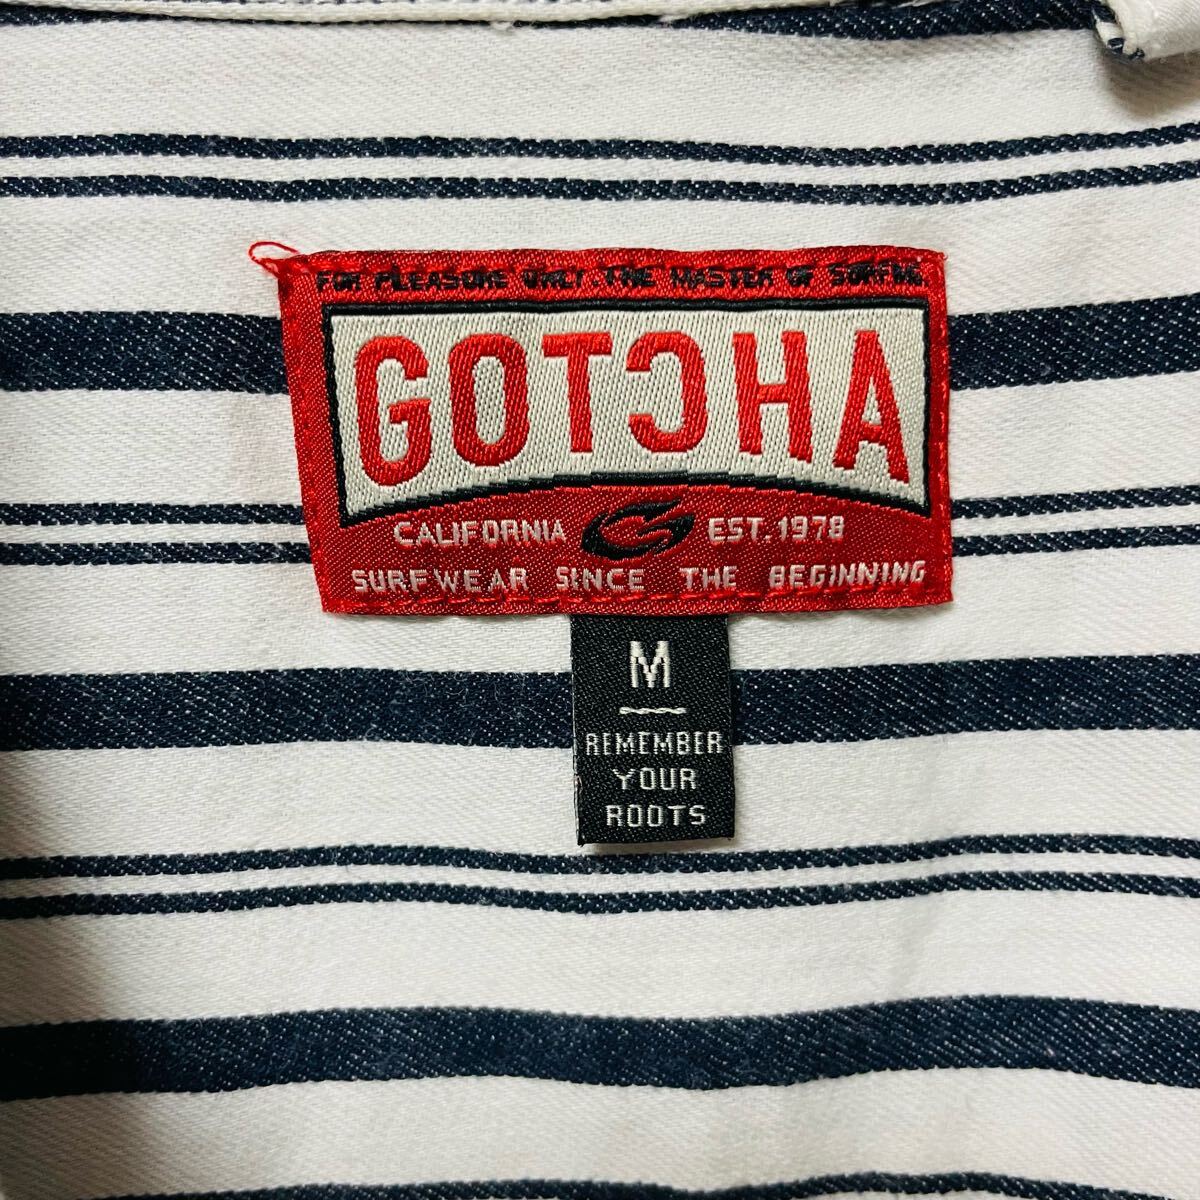 FOR PLEASURE ONLY. THE MASTER OF SURFING
GOTCHA
CALIFORNIA EST. 1978
SURFWEAR SINCE THE BEGINNING
M
REMEMBER
YOUR
ROOTS